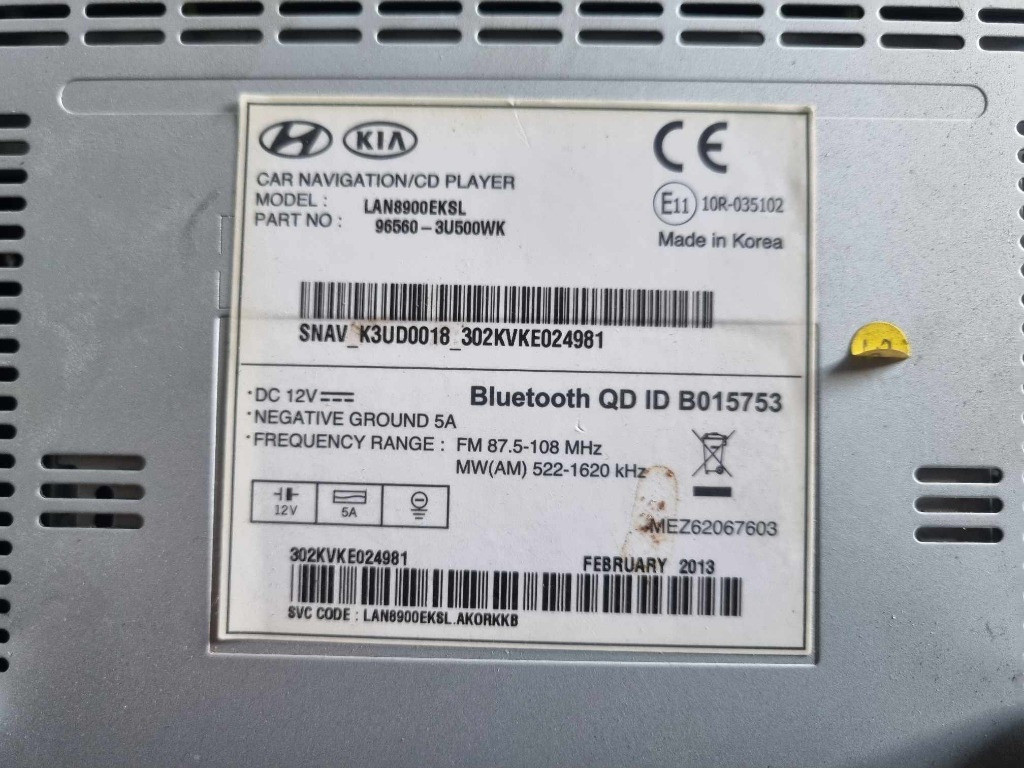 KIA
CE
CAR NAVIGATION/CD PLAYER
MODEL : LAN8900EKSL
PART NO : 96560-3U500WK
E11 10R-035102
Made in Korea
SNAV_K3UD0018_302KVKE024981
· DC 12V
Bluetooth QD ID B015753
· NEGATIVE GROUND 5A
· FREQUENCY RANGE : FM 87.5-108 MHz
MW(AM) 522-1620 kHz
12V
5A
MEZ62067603
302KVKE024981
FEBRUARY 2013
SVC CODE : LAN8900EKSL.AKORKKB